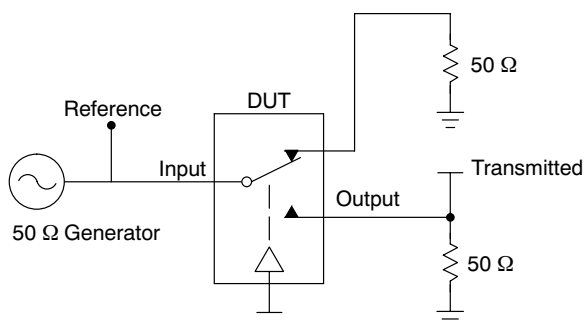 50 Ω
DUT
Reference
Input
Transmitted
Output
50 Ω Generator
50 Ω